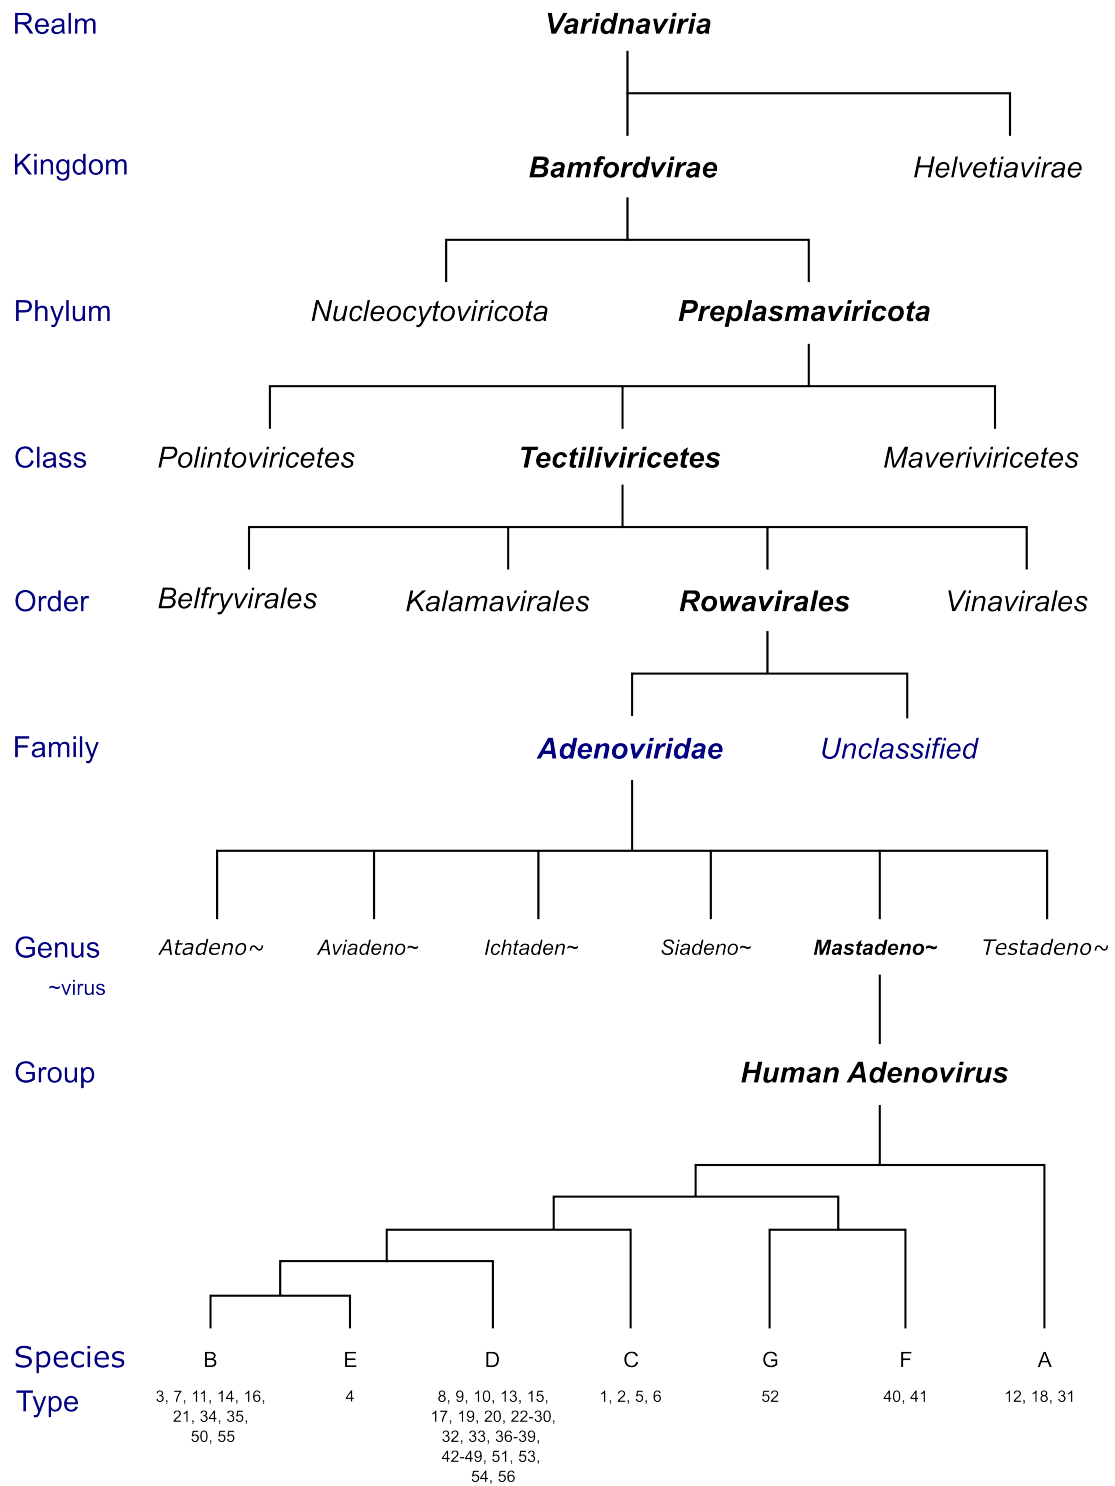 Realm Varidnaviria
Kingdom Bamfordvirae Helvetiavirae
Phylum Nucleocytoviricota Preplasmaviricota
Class Polintoviricetes Tectiliviricetes Maveriviricetes
Order Belfryvirales Kalamavirales Rowavirales Vinavirales
Family Adenoviridae Unclassified
Genus Atadeno~ Aviadeno~ Ichtaden~ Siadeno~ Mastadeno~ Testadeno~
~virus
Group Human Adenovirus
Species B E D C G F A
Type 3, 7, 11, 14, 16, 4 8, 9, 10, 13, 15, 1, 2, 5, 6 52 40, 41 12, 18, 31
21, 34, 35, 17, 19, 20, 22-30,
50, 55 32, 33, 36-39,
42-49, 51, 53,
54, 56